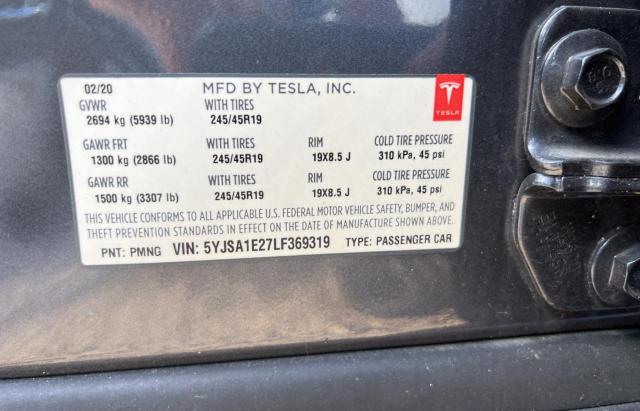 02/20 MFD BY TESLA, INC.
GVWR WITH TIRES
2694 kg (5939 lb) 245/45R19
TESLA
GAWR FRT WITH TIRES RIM COLD TIRE PRESSURE
1300 kg (2866 lb) 245/45R19 19X8.5 J 310 kPa, 45 psi
GAWR RR WITH TIRES RIM COLD TIRE PRESSURE
1500 kg (3307 lb) 245/45R19 19X8.5 J 310 kPa, 45 psi
THIS VEHICLE CONFORMS TO ALL APPLICABLE U.S. FEDERAL MOTOR VEHICLE SAFETY, BUMPER, AND
THEFT PREVENTION STANDARDS IN EFFECT ON THE DATE OF MANUFACTURE SHOWN ABOVE.
PNT: PMNG VIN: 5YJSA1E27LF369319 TYPE: PASSENGER CAR